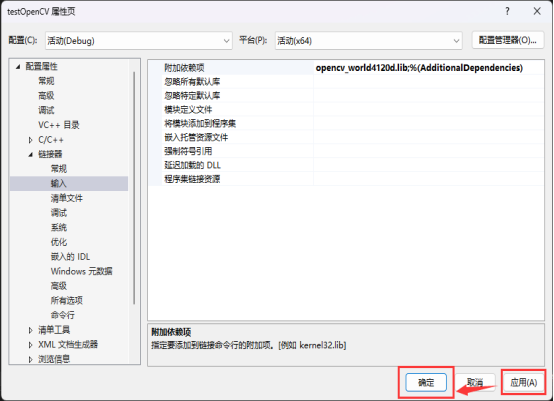 testOpenCV 属性页
? ×
配置(C): 活动(Debug) 平台(P): 活动(x64) 配置管理器(O)...
配置属性
常规
高级
调试
VC++ 目录
C/C++
链接器
常规
输入
清单文件
调试
系统
优化
嵌入的 IDL
Windows 元数据
高级
所有选项
命令行
清单工具
XML 文档生成器
浏览信息
附加依赖项 opencv_world4120d.lib;%(AdditionalDependencies)
忽略所有默认库
忽略特定默认库
模块定义文件
将模块添加到程序集
嵌入托管资源文件
强制符号引用
延迟加载的 DLL
程序集链接资源
附加依赖项
指定要添加到链接命令行的附加项。[例如 kernel32.lib]
确定 取消 应用(A)